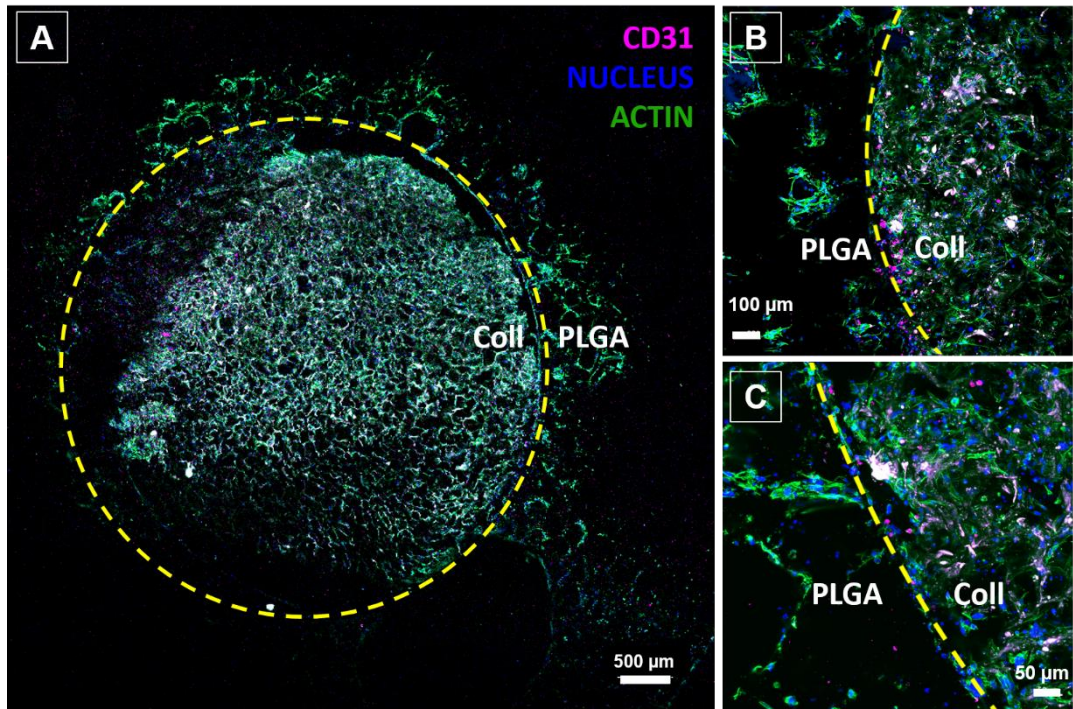 A
CD31
NUCLEUS
ACTIN
Coll PLGA
500 µm
B
PLGA Coll
100 µm
C
PLGA Coll
50 µm